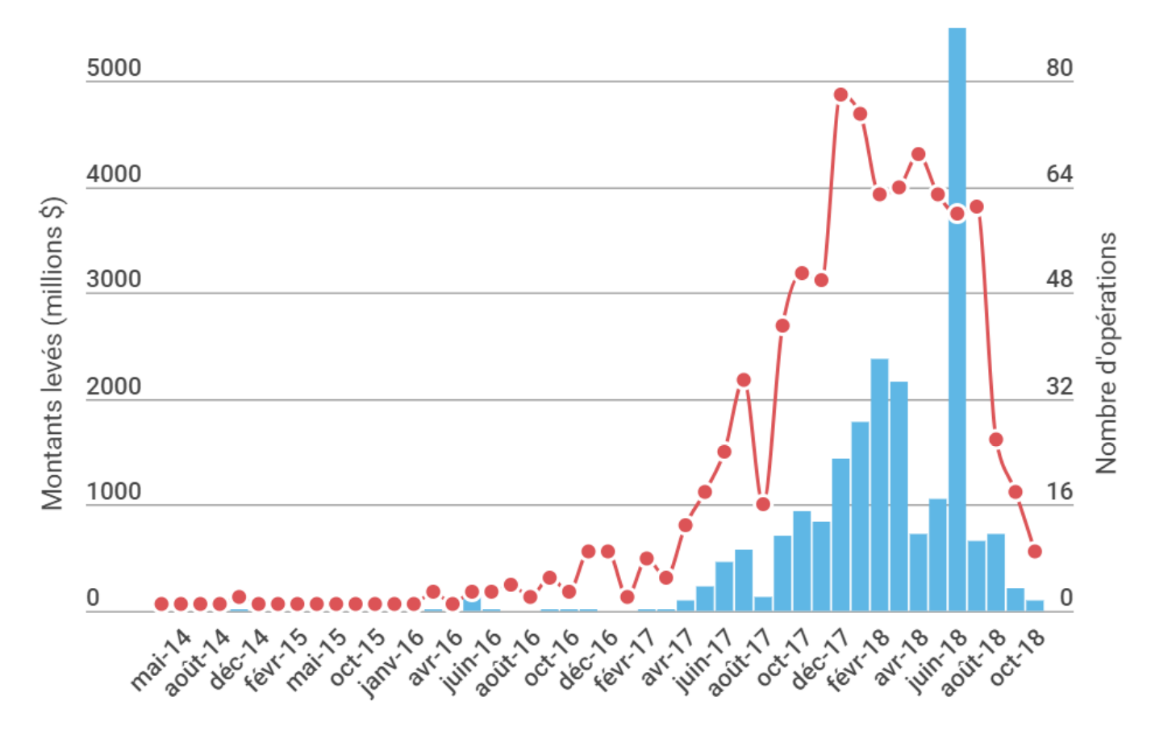 5000
80
4000
64
3000
48
2000
32
1000
16
0
0
Montants levés (millions $)
Nombre d'opérations
mai-14
août-14
déc-14
févr-15
mai-15
oct-15
janv-16
avr-16
juin-16
août-16
oct-16
déc-16
févr-17
avr-17
juin-17
août-17
oct-17
déc-17
févr-18
avr-18
juin-18
août-18
oct-18